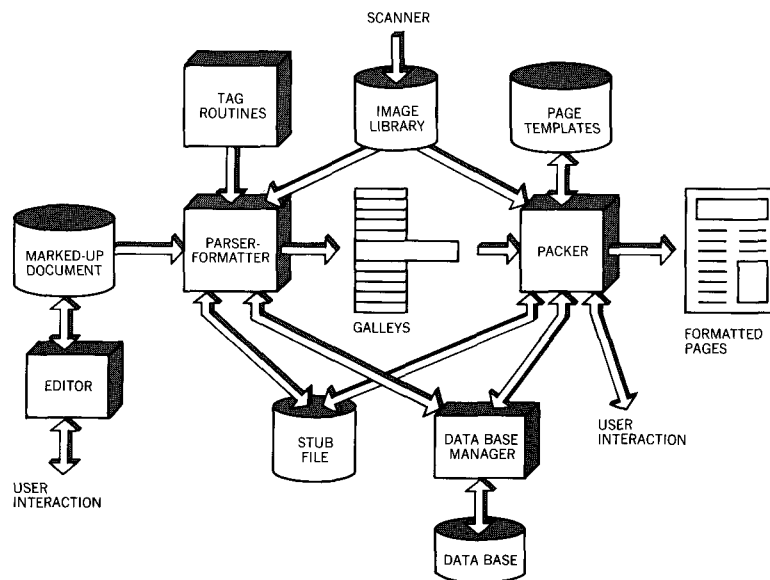 SCANNER
TAG
ROUTINES
IMAGE
LIBRARY
PAGE
TEMPLATES
MARKED-UP
DOCUMENT
PARSER-
FORMATTER
PACKER
GALLEYS
FORMATTED
PAGES
EDITOR
STUB
FILE
DATA BASE
MANAGER
USER
INTERACTION
USER
INTERACTION
DATA BASE